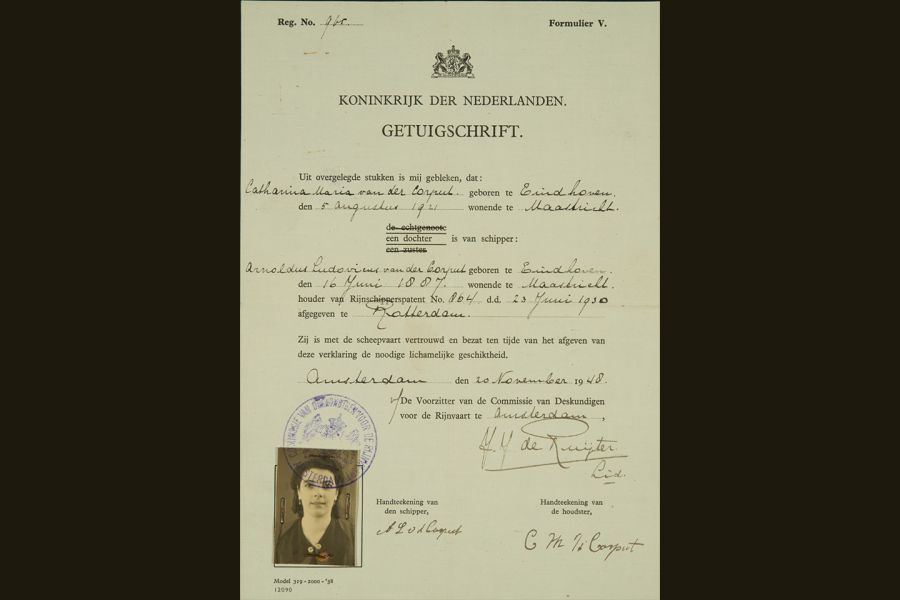 Reg. No. 965.
Formulier V.
KONINKRIJK DER NEDERLANDEN.
GETUIGSCHRIFT.
Uit overgelegde stukken is mij gebleken, dat:
Catharina Maria van der Corput. geboren te Eindhoven.
den 5 Augustus 1921 wonende te Maastricht.
de echtgenoote
een dochter is van schipper:
een zuster
Arnoldus Ludovicus van der Corput geboren te Eindhoven.
den 16 Juni 1887. wonende te Maastricht.
houder van Rijnschipperspatent No. 864 d.d. 23 Juni 1930
afgegeven te Rotterdam.
Zij is met de scheepvaart vertrouwd en bezat ten tijde van het afgeven van
deze verklaring de noodige lichamelijke geschiktheid.
Amsterdam den 20 November 1948.
De Voorzitter van de Commissie van Deskundigen
voor de Rijnvaart te Amsterdam,
de Ruijter
Lid.
Handteekening van
den schipper,
A L v d Corput
Handteekening van
de houdster,
C M Corput
Model 319-2000-'38
12090